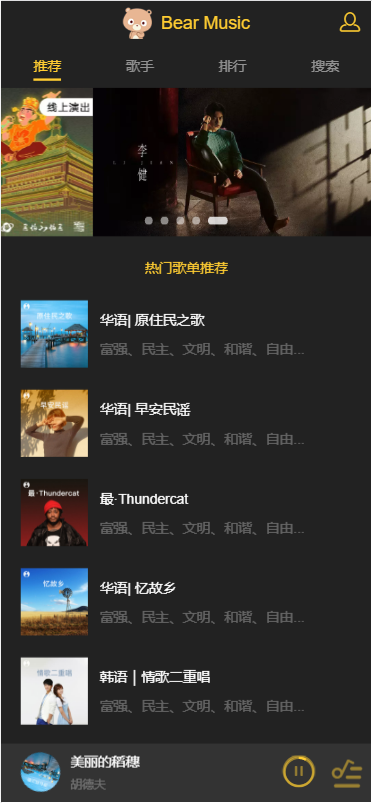 Bear Music
推荐
歌手
排行
搜索
线上演出
李
健
LI JIAN
热门歌单推荐
原住民之歌
华语| 原住民之歌
富强、民主、文明、和谐、自由...
早安民谣
华语| 早安民谣
富强、民主、文明、和谐、自由...
最·Thundercat
最·Thundercat
富强、民主、文明、和谐、自由...
忆故乡
华语| 忆故乡
富强、民主、文明、和谐、自由...
情歌二重唱
韩语｜情歌二重唱
富强、民主、文明、和谐、自由...
美丽的稻穗
胡德夫